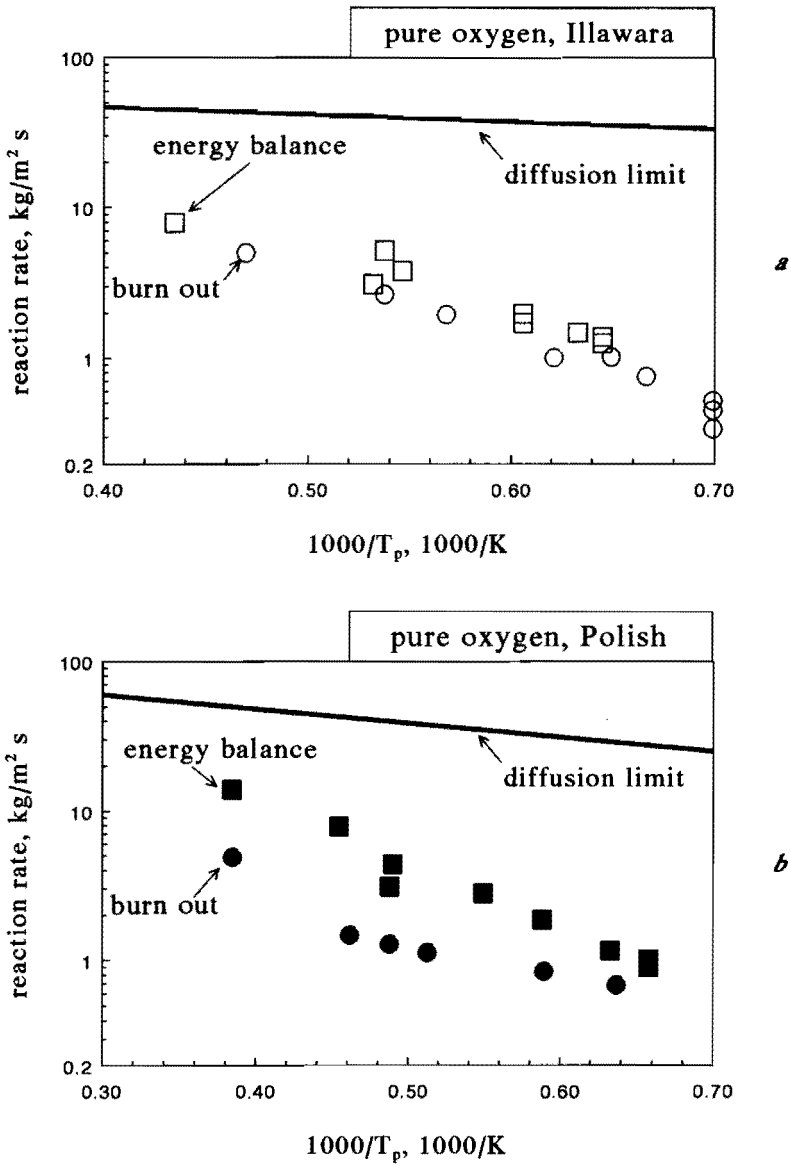 pure oxygen, Illawara
100
10
1
0.2
reaction rate, kg/m² s
energy balance
diffusion limit
burn out
a
0.40 0.50 0.60 0.70
1000/Tp, 1000/K
pure oxygen, Polish
100
10
1
0.2
reaction rate, kg/m² s
energy balance
diffusion limit
burn out
b
0.30 0.40 0.50 0.60 0.70
1000/Tp, 1000/K